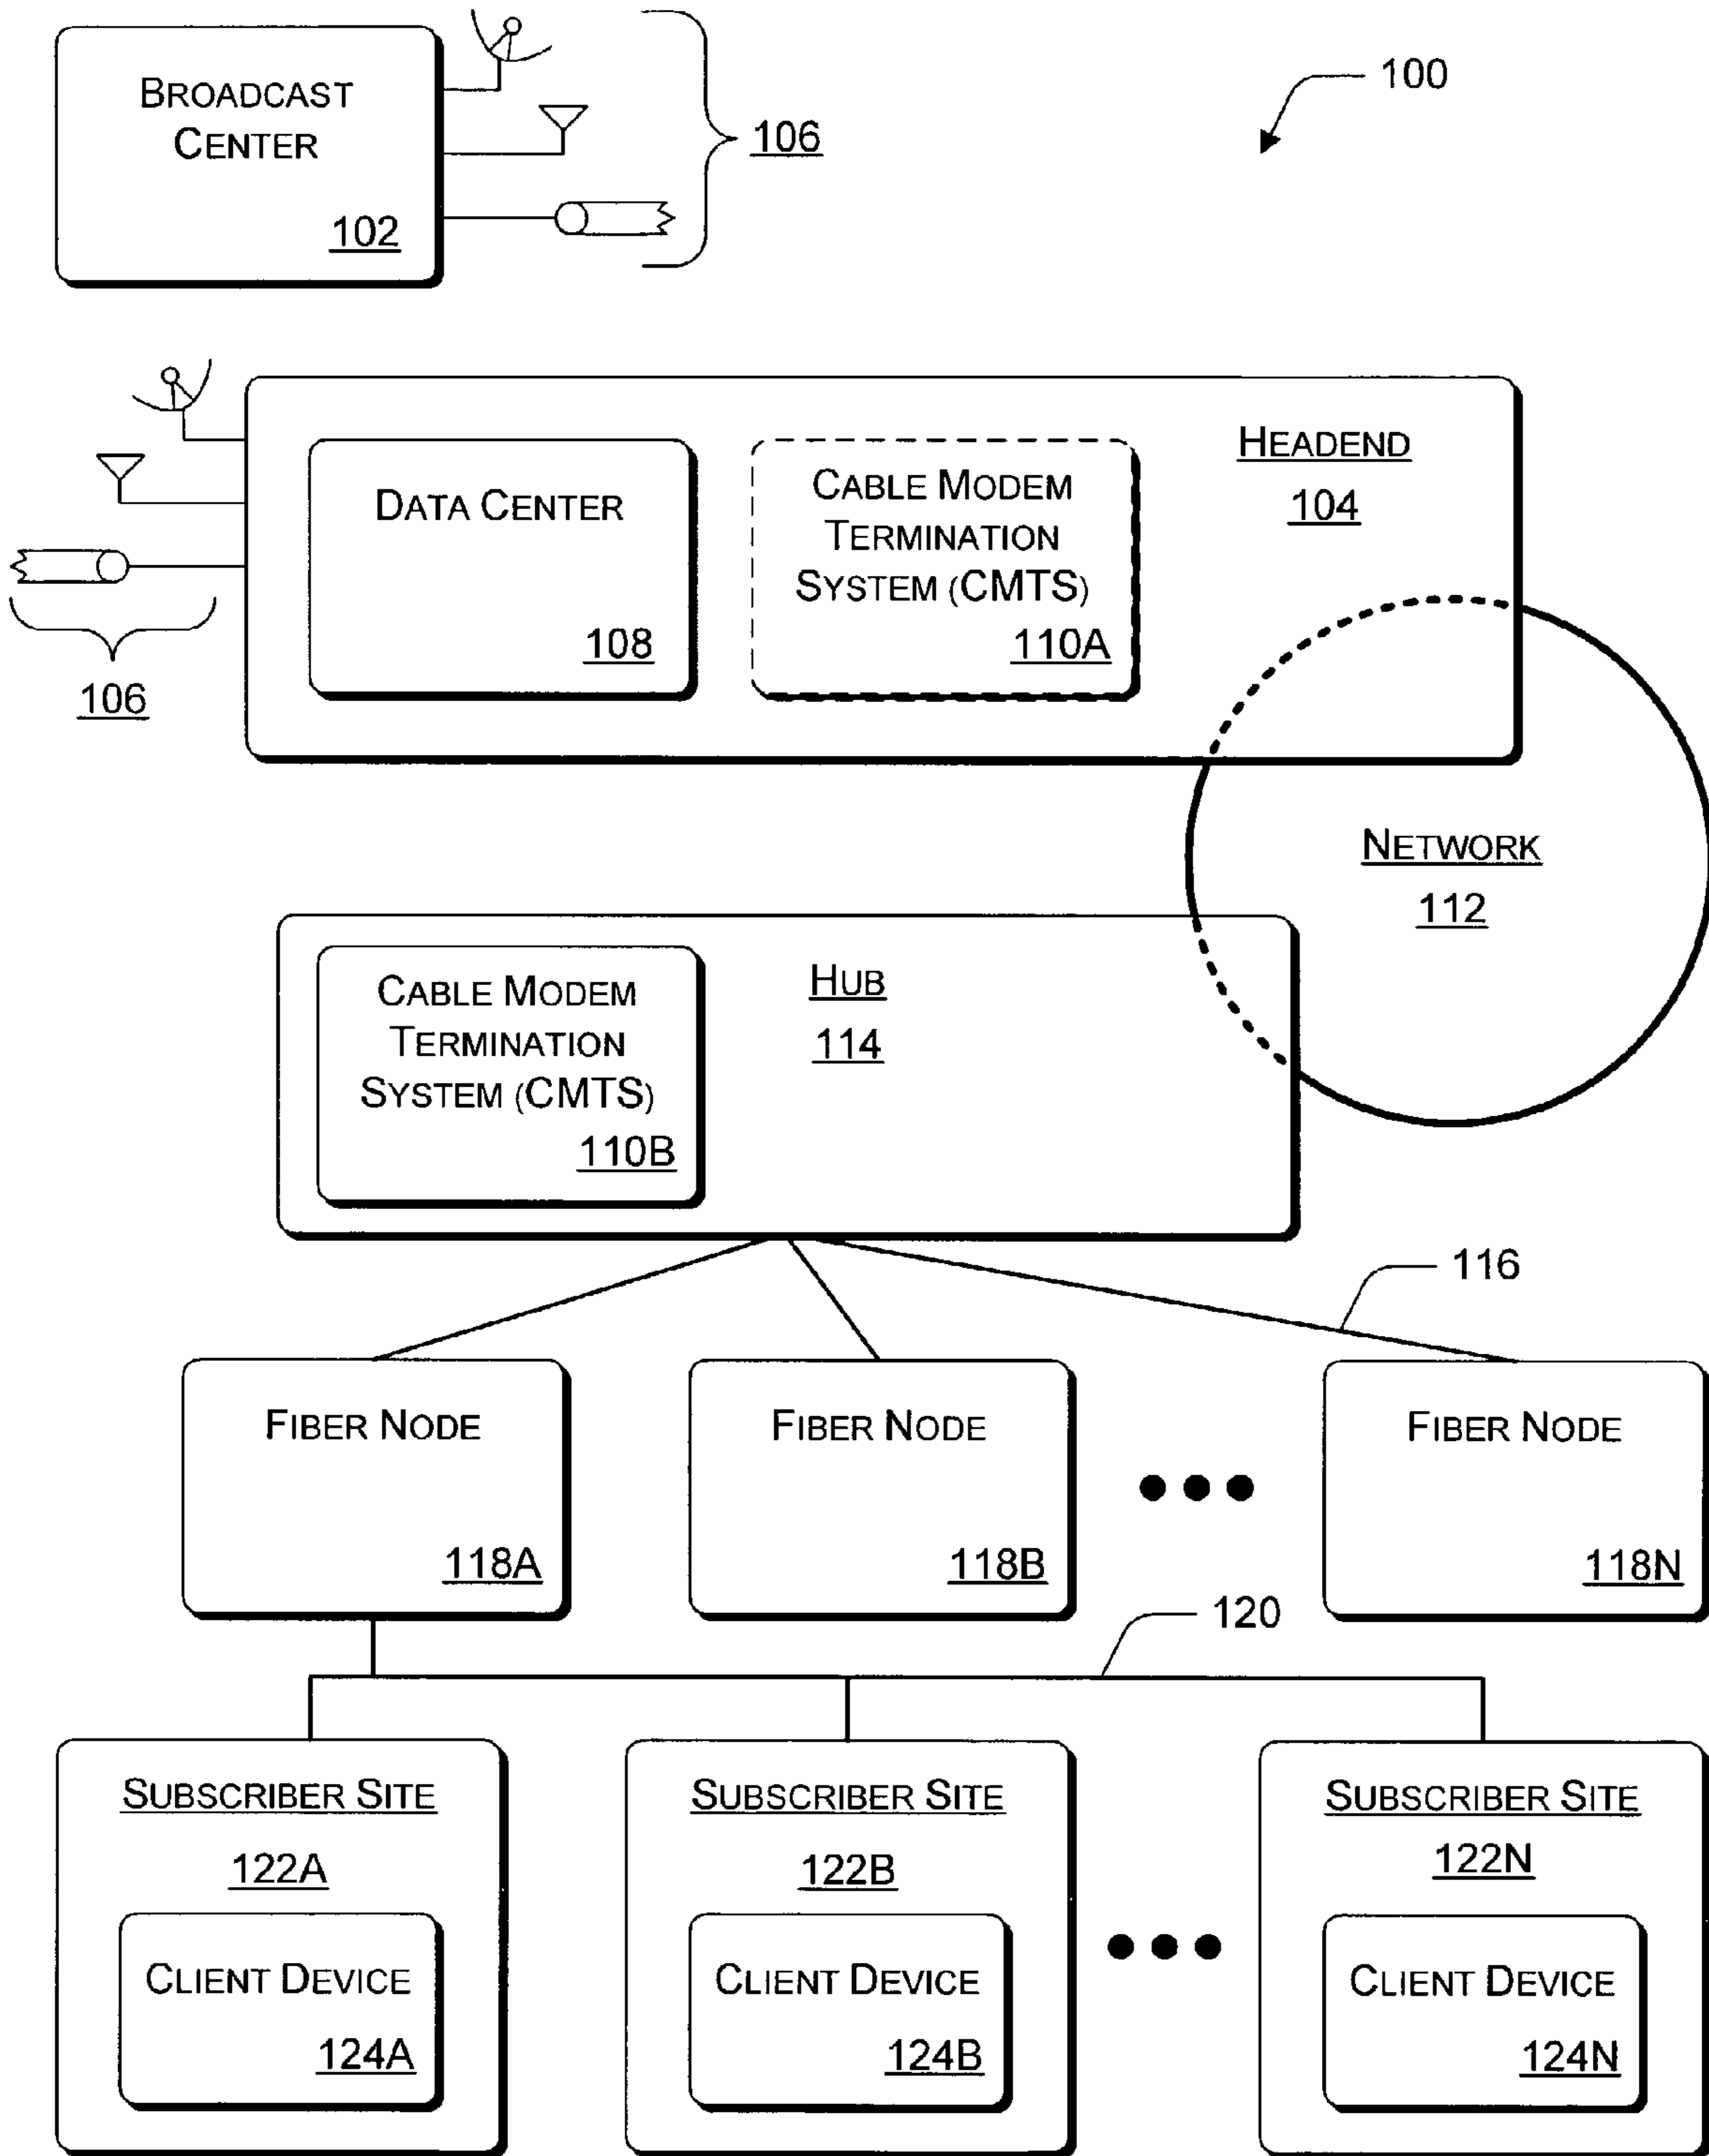 BROADCAST
CENTER
102
106
100
HEADEND
104
DATA CENTER
108
CABLE MODEM
TERMINATION
SYSTEM (CMTS)
110A
106
NETWORK
112
HUB
114
CABLE MODEM
TERMINATION
SYSTEM (CMTS)
110B
116
FIBER NODE
118A
FIBER NODE
118B
FIBER NODE
118N
120
SUBSCRIBER SITE
122A
CLIENT DEVICE
124A
SUBSCRIBER SITE
122B
CLIENT DEVICE
124B
SUBSCRIBER SITE
122N
CLIENT DEVICE
124N